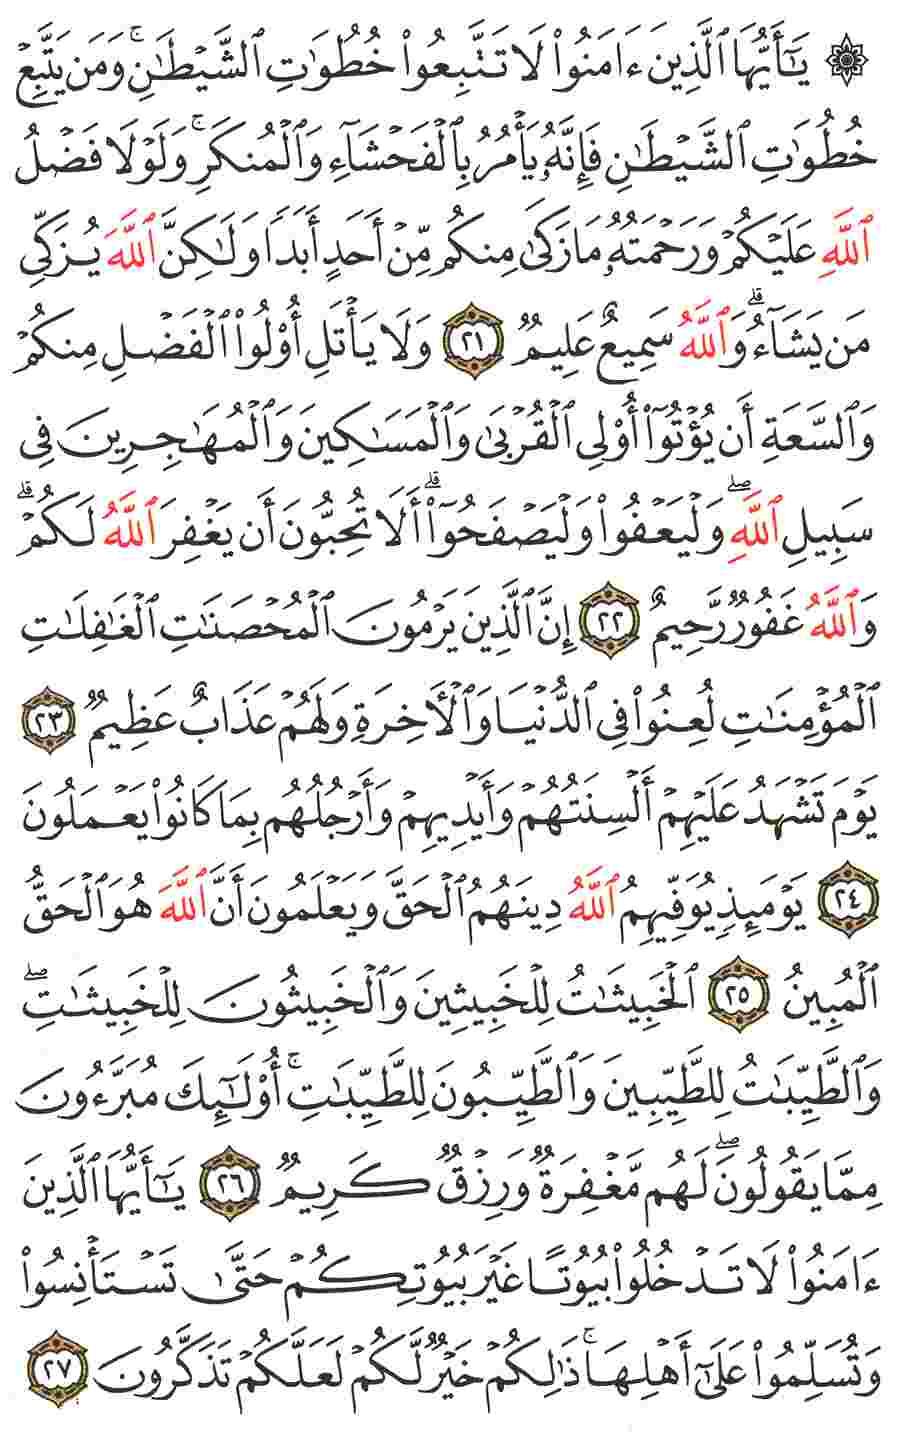 ۞ يَـٰٓأَيُّهَا ٱلَّذِينَ ءَامَنُوا۟ لَا تَتَّبِعُوا۟ خُطُوَٰتِ ٱلشَّيْطَـٰنِ ۚ وَمَن يَتَّبِعْ
خُطُوَٰتِ ٱلشَّيْطَـٰنِ فَإِنَّهُۥ يَأْمُرُ بِٱلْفَحْشَآءِ وَٱلْمُنكَرِ ۚ وَلَوْلَا فَضْلُ
ٱللَّهِ عَلَيْكُمْ وَرَحْمَتُهُۥ مَا زَكَىٰ مِنكُم مِّنْ أَحَدٍ أَبَدًا وَلَـٰكِنَّ ٱللَّهَ يُزَكِّى
مَن يَشَآءُ ۗ وَٱللَّهُ سَمِيعٌ عَلِيمٌ ٢١ وَلَا يَأْتَلِ أُو۟لُوا۟ ٱلْفَضْلِ مِنكُمْ
وَٱلسَّعَةِ أَن يُؤْتُوٓا۟ أُو۟لِى ٱلْقُرْبَىٰ وَٱلْمَسَـٰكِينَ وَٱلْمُهَـٰجِرِينَ فِى
سَبِيلِ ٱللَّهِ ۖ وَلْيَعْفُوا۟ وَلْيَصْفَحُوٓا۟ ۗ أَلَا تُحِبُّونَ أَن يَغْفِرَ ٱللَّهُ لَكُمْ ۗ
وَٱللَّهُ غَفُورٌ رَّحِيمٌ ٢٢ إِنَّ ٱلَّذِينَ يَرْمُونَ ٱلْمُحْصَنَـٰتِ ٱلْغَـٰفِلَـٰتِ
ٱلْمُؤْمِنَـٰتِ لُعِنُوا۟ فِى ٱلدُّنْيَا وَٱلْـَٔاخِرَةِ وَلَهُمْ عَذَابٌ عَظِيمٌ ٢٣
يَوْمَ تَشْهَدُ عَلَيْهِمْ أَلْسِنَتُهُمْ وَأَيْدِيهِمْ وَأَرْجُلُهُم بِمَا كَانُوا۟ يَعْمَلُونَ
٢٤ يَوْمَئِذٍ يُوَفِّيهِمُ ٱللَّهُ دِينَهُمُ ٱلْحَقَّ وَيَعْلَمُونَ أَنَّ ٱللَّهَ هُوَ ٱلْحَقُّ
ٱلْمُبِينُ ٢٥ ٱلْخَبِيثَـٰتُ لِلْخَبِيثِينَ وَٱلْخَبِيثُونَ لِلْخَبِيثَـٰتِ ۖ
وَٱلطَّيِّبَـٰتُ لِلطَّيِّبِينَ وَٱلطَّيِّبُونَ لِلطَّيِّبَـٰتِ ۚ أُو۟لَـٰٓئِكَ مُبَرَّءُونَ
مِمَّا يَقُولُونَ ۖ لَهُم مَّغْفِرَةٌ وَرِزْقٌ كَرِيمٌ ٢٦ يَـٰٓأَيُّهَا ٱلَّذِينَ
ءَامَنُوا۟ لَا تَدْخُلُوا۟ بُيُوتًا غَيْرَ بُيُوتِكُمْ حَتَّىٰ تَسْتَأْنِسُوا۟
وَتُسَلِّمُوا۟ عَلَىٰٓ أَهْلِهَا ۚ ذَٰلِكُمْ خَيْرٌ لَّكُمْ لَعَلَّكُمْ تَذَكَّرُونَ ٢٧